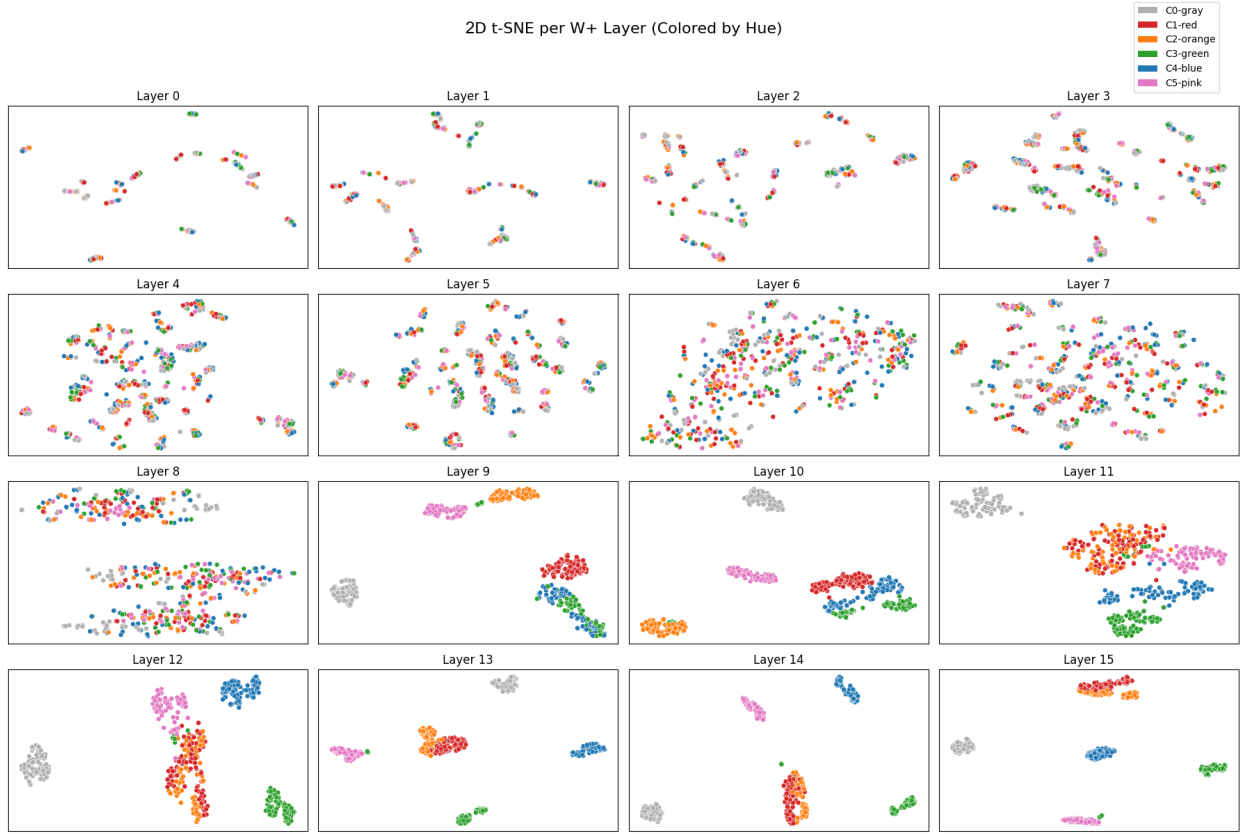 2D t-SNE per W+ Layer (Colored by Hue)
C0-gray
C1-red
C2-orange
C3-green
C4-blue
C5-pink
Layer 0
Layer 1
Layer 2
Layer 3
Layer 4
Layer 5
Layer 6
Layer 7
Layer 8
Layer 9
Layer 10
Layer 11
Layer 12
Layer 13
Layer 14
Layer 15